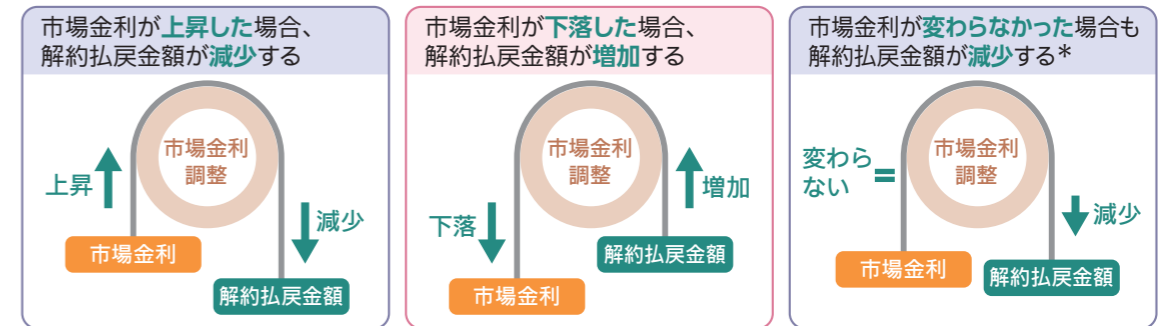 市場金利が上昇した場合、
解約払戻金額が減少する
市場金利
調整
上昇
減少
市場金利
解約払戻金額
市場金利が下落した場合、
解約払戻金額が増加する
市場金利
調整
下落
増加
解約払戻金額
市場金利
市場金利が変わらなかった場合も
解約払戻金額が減少する*
市場金利
調整
変わら
ない
=
減少
市場金利
解約払戻金額